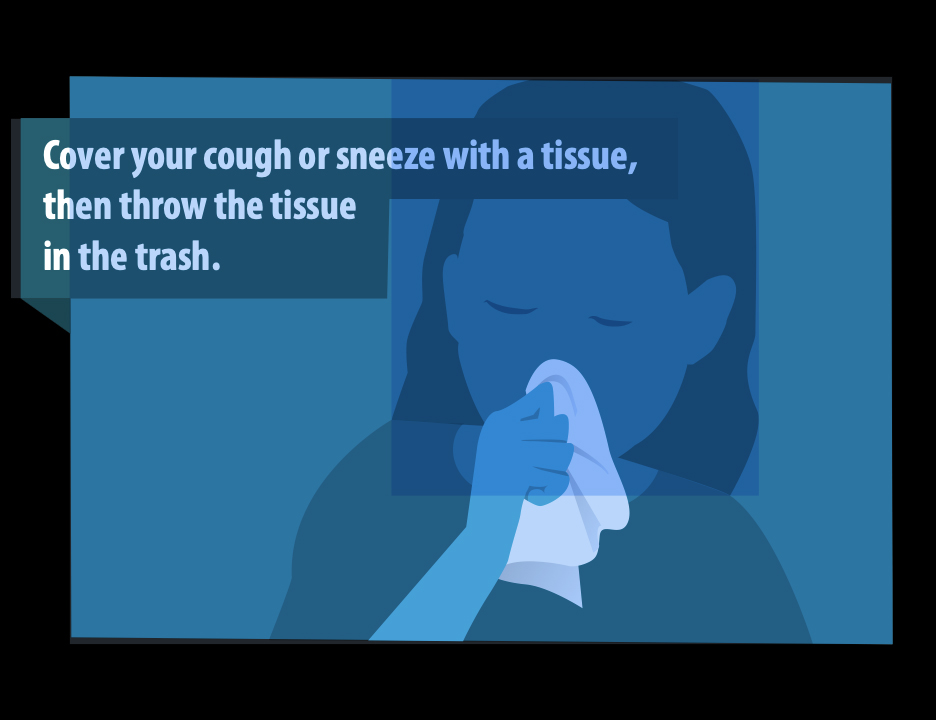 Cover your cough or sneeze with a tissue,
then throw the tissue
in the trash.